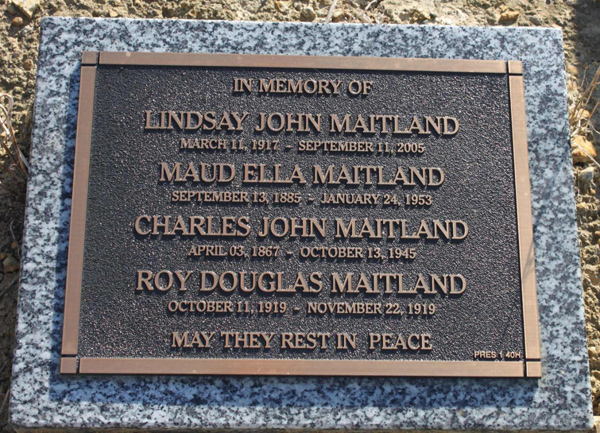 IN MEMORY OF
LINDSAY JOHN MAITLAND
MARCH 11, 1917 - SEPTEMBER 11, 2005
MAUD ELLA MAITLAND
SEPTEMBER 13, 1885 - JANUARY 24, 1953
CHARLES JOHN MAITLAND
APRIL 03, 1867 - OCTOBER 13, 1945
ROY DOUGLAS MAITLAND
OCTOBER 11, 1919 - NOVEMBER 22, 1919
MAY THEY REST IN PEACE
PRES 1 40H